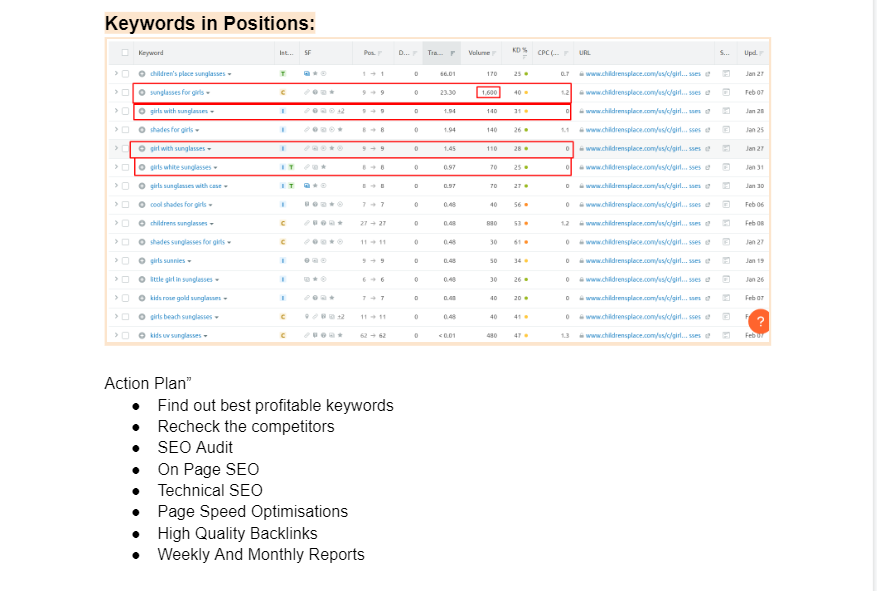 Keywords in Positions:
Keyword Int... SF Pos. D... Tra... Volume KD % CPC (... URL S... Upd.
children's place sunglasses T 1 → 1 0 66.01 170 25 0.7 www.childrensplace.com/us/c/girl... sses Jan 27
sunglasses for girls C 9 → 9 0 23.30 1,600 40 1.2 www.childrensplace.com/us/c/girl... sses Feb 07
girls with sunglasses I +2 9 → 9 0 1.94 140 31 0 www.childrensplace.com/us/c/girl... sses Jan 28
shades for girls I 8 → 8 0 1.94 140 26 1.1 www.childrensplace.com/us/c/girl... sses Jan 25
girl with sunglasses I 9 → 9 0 1.45 110 28 0 www.childrensplace.com/us/c/girl... sses Jan 27
girls white sunglasses I T 8 → 8 0 0.97 70 25 0 www.childrensplace.com/us/c/girl... sses Jan 31
girls sunglasses with case I T 8 → 8 0 0.97 70 27 0 www.childrensplace.com/us/c/girl... sses Jan 30
cool shades for girls I 7 → 7 0 0.48 40 56 0 www.childrensplace.com/us/c/girl... sses Feb 06
childrens sunglasses C 27 → 27 0 0.48 880 53 1.2 www.childrensplace.com/us/c/girl... sses Feb 08
shades sunglasses for girls C 11 → 11 0 0.48 30 61 0 www.childrensplace.com/us/c/girl... sses Jan 27
girls sunnies I 9 → 9 0 0.48 50 34 0 www.childrensplace.com/us/c/girl... sses Jan 19
little girl in sunglasses I 6 → 6 0 0.48 30 26 0 www.childrensplace.com/us/c/girl... sses Jan 26
kids rose gold sunglasses I 7 → 7 0 0.48 40 20 0 www.childrensplace.com/us/c/girl... sses Feb 07
girls beach sunglasses C +2 11 → 11 0 0.48 40 41 0 www.childrensplace.com/us/c/girl... sses
?
kids uv sunglasses C 62 → 62 0 < 0.01 480 47 1.3 www.childrensplace.com/us/c/girl... sses Feb 07
Action Plan”
● Find out best profitable keywords
● Recheck the competitors
● SEO Audit
● On Page SEO
● Technical SEO
● Page Speed Optimisations
● High Quality Backlinks
● Weekly And Monthly Reports